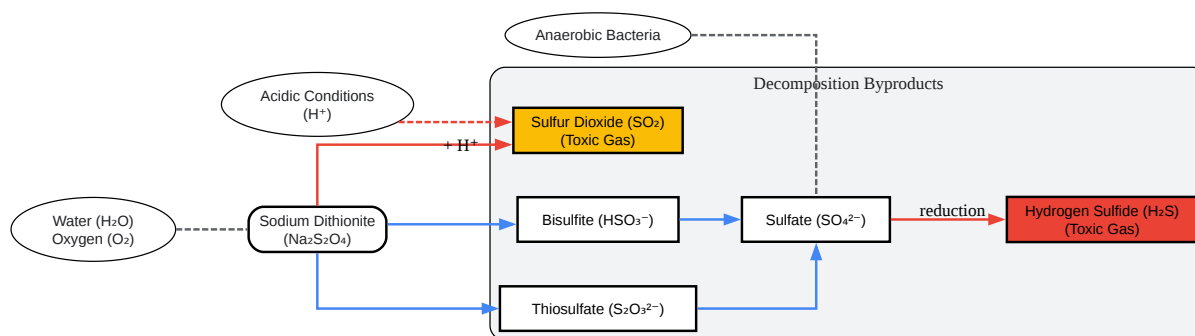 Anaerobic Bacteria
Decomposition Byproducts
Acidic Conditions
(H⁺)
Sulfur Dioxide (SO₂)
(Toxic Gas)
+ H⁺
Water (H₂O)
Oxygen (O₂)
Sodium Dithionite
(Na₂S₂O₄)
Bisulfite (HSO₃⁻)
Sulfate (SO₄²⁻)
reduction
Hydrogen Sulfide (H₂S)
(Toxic Gas)
Thiosulfate (S₂O₃²⁻)